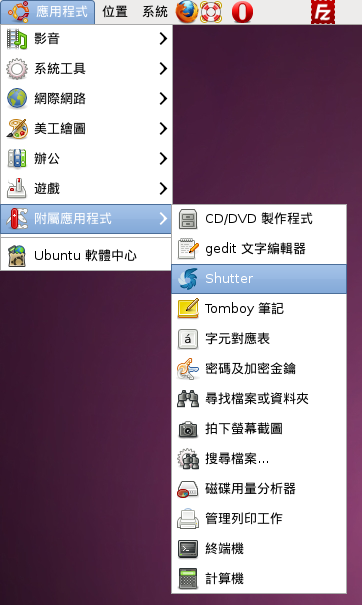 應用程式 位置 系統
影音
系統工具
網際網路
美工繪圖
辦公
遊戲
附屬應用程式
Ubuntu 軟體中心
CD/DVD 製作程式
gedit 文字編輯器
Shutter
Tomboy 筆記
字元對應表
密碼及加密金鑰
尋找檔案或資料夾
拍下螢幕截圖
搜尋檔案...
磁碟用量分析器
管理列印工作
終端機
計算機